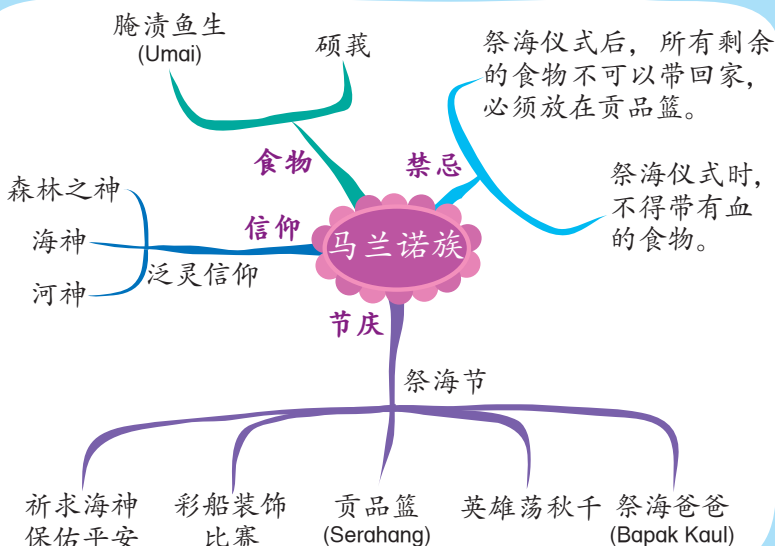 腌渍鱼生
(Umai)
硕莪
祭海仪式后，所有剩余
的食物不可以带回家，
必须放在贡品篮。
食物
禁忌
祭海仪式时，
不得带有血
的食物。
森林之神
海神
河神
信仰
泛灵信仰
马兰诺族
节庆
祭海节
祈求海神
保佑平安
彩船装饰
比赛
贡品篮
(Serahang)
英雄荡秋千
祭海爸爸
(Bapak Kaul)